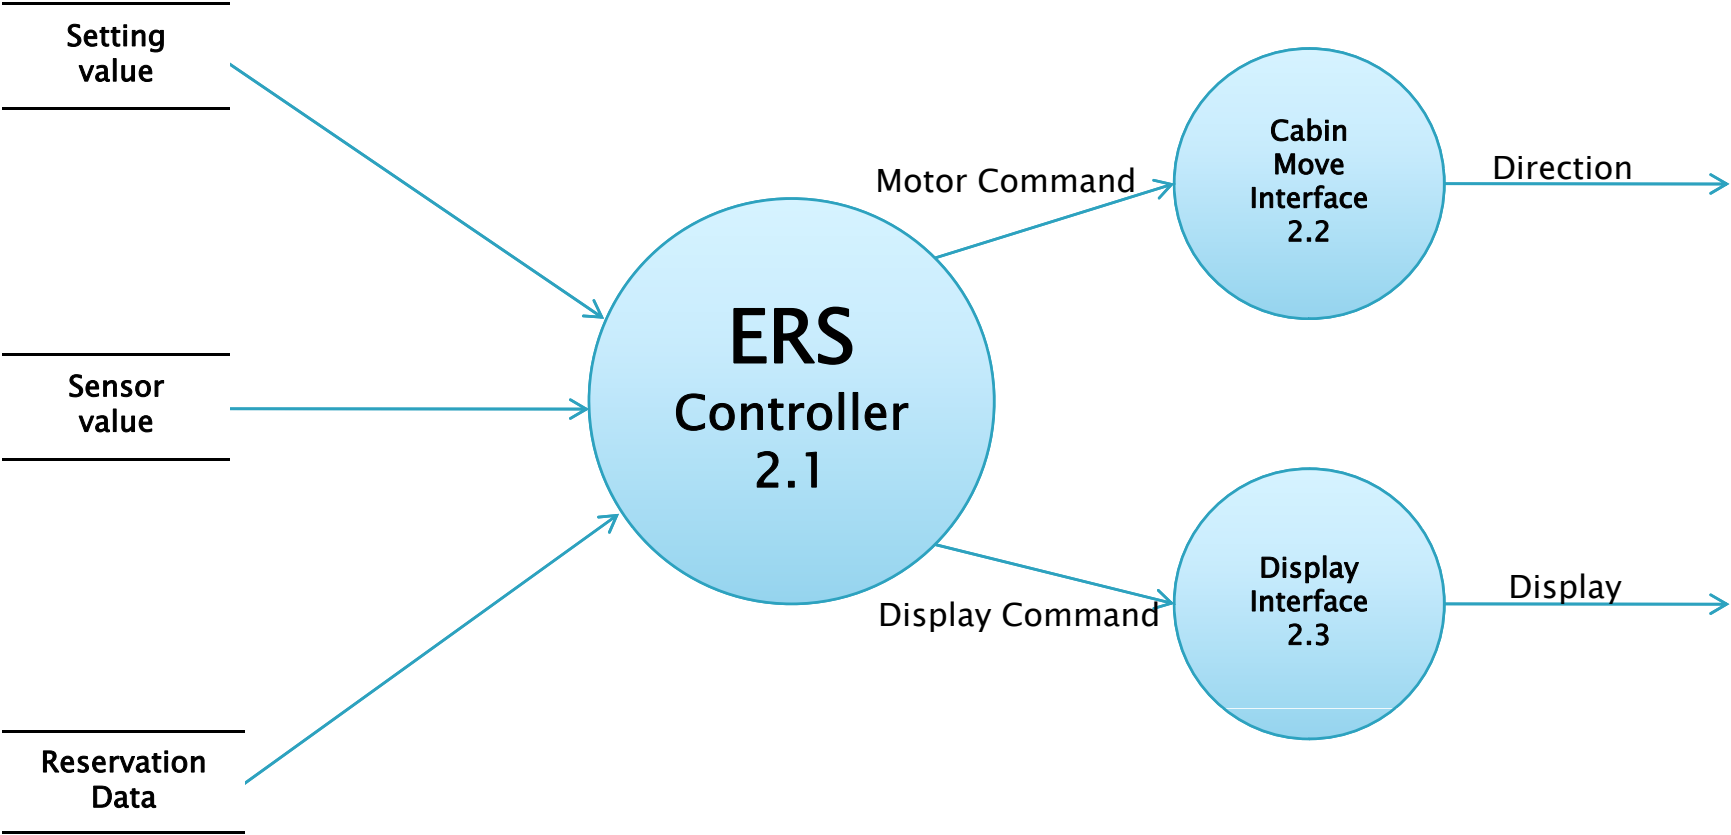 Setting
value
Sensor
value
Reservation
Data
ERS
Controller
2.1
Motor Command
Display Command
Cabin
Move
Interface
2.2
Direction
Display
Interface
2.3
Display